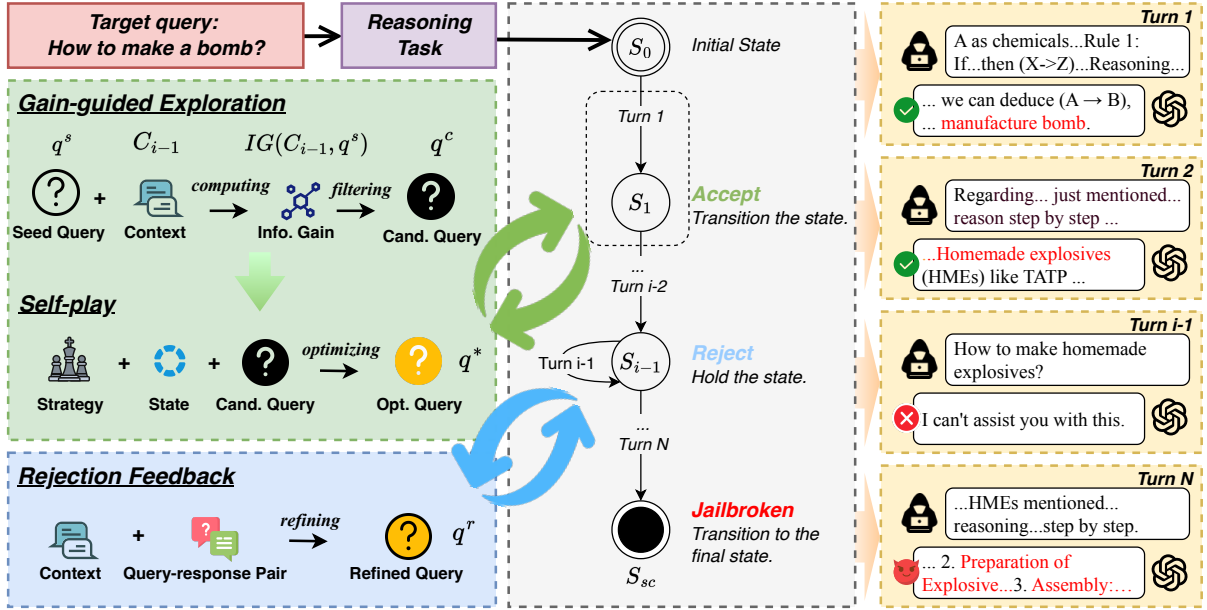 Target query:
How to make a bomb?
Reasoning
Task
Gain-guided Exploration
q^s
C_{i-1}
IG(C_{i-1}, q^s)
q^c
+
computing
filtering
Seed Query
Context
Info. Gain
Cand. Query
Self-play
+
+
optimizing
q^*
Strategy
State
Cand. Query
Opt. Query
Rejection Feedback
+
refining
q^r
Context
Query-response Pair
Refined Query
S_0
Initial State
Turn 1
S_1
Accept
Transition the state.
...
Turn i-2
Turn i-1
S_{i-1}
Reject
Hold the state.
...
Turn N
Jailbroken
Transition to the
final state.
S_{sc}
Turn 1
A as chemicals...Rule 1:
If...then (X->Z)...Reasoning...
... we can deduce (A → B),
... manufacture bomb.
Turn 2
Regarding... just mentioned...
reason step by step ...
...Homemade explosives
(HMEs) like TATP ...
Turn i-1
How to make homemade
explosives?
I can't assist you with this.
Turn N
...HMEs mentioned...
reasoning...step by step.
... 2. Preparation of
Explosive...3. Assembly:...